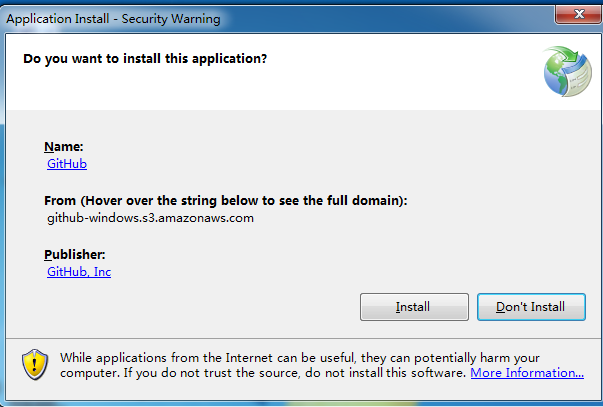 Application Install - Security Warning
Do you want to install this application?
Name:
GitHub
From (Hover over the string below to see the full domain):
github-windows.s3.amazonaws.com
Publisher:
GitHub, Inc
Install Don't Install
While applications from the Internet can be useful, they can potentially harm your
computer. If you do not trust the source, do not install this software. More Information...